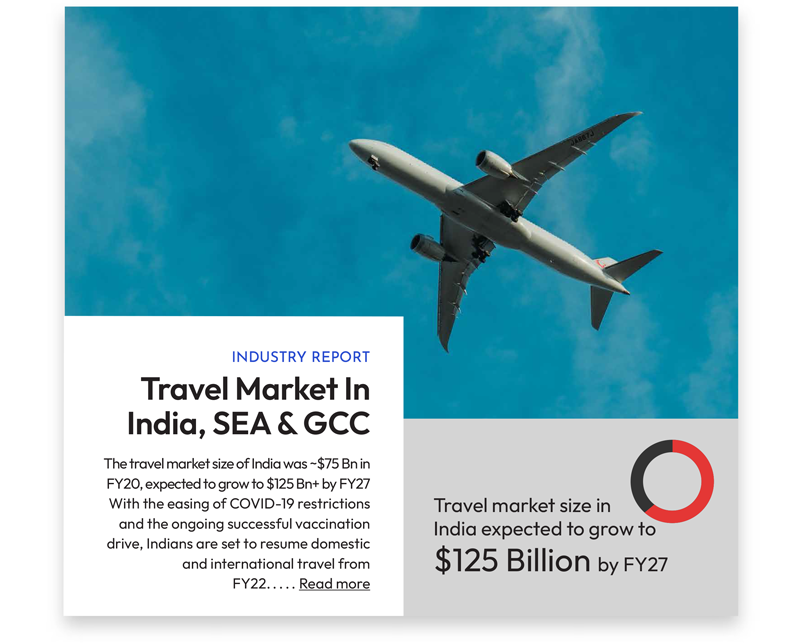 INDUSTRY REPORT
Travel Market In
India, SEA & GCC
The travel market size of India was ~$75 Bn in
FY20, expected to grow to $125 Bn+ by FY27
With the easing of COVID-19 restrictions
and the ongoing successful vaccination
drive, Indians are set to resume domestic
and international travel from
FY22..... Read more
Travel market size in
India expected to grow to
$125 Billion by FY27